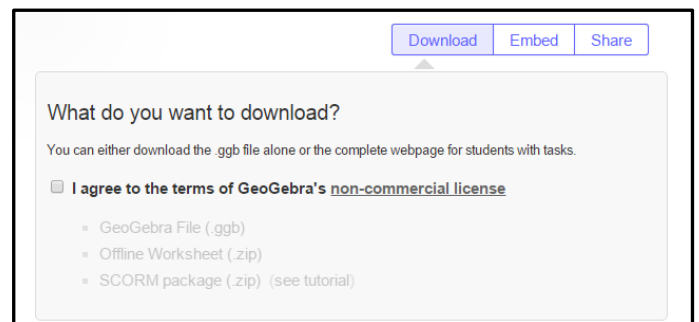 Download Embed Share
What do you want to download?
You can either download the .ggb file alone or the complete webpage for students with tasks.
I agree to the terms of GeoGebra's non-commercial license
GeoGebra File (.ggb)
Offline Worksheet (.zip)
SCORM package (.zip) (see tutorial)